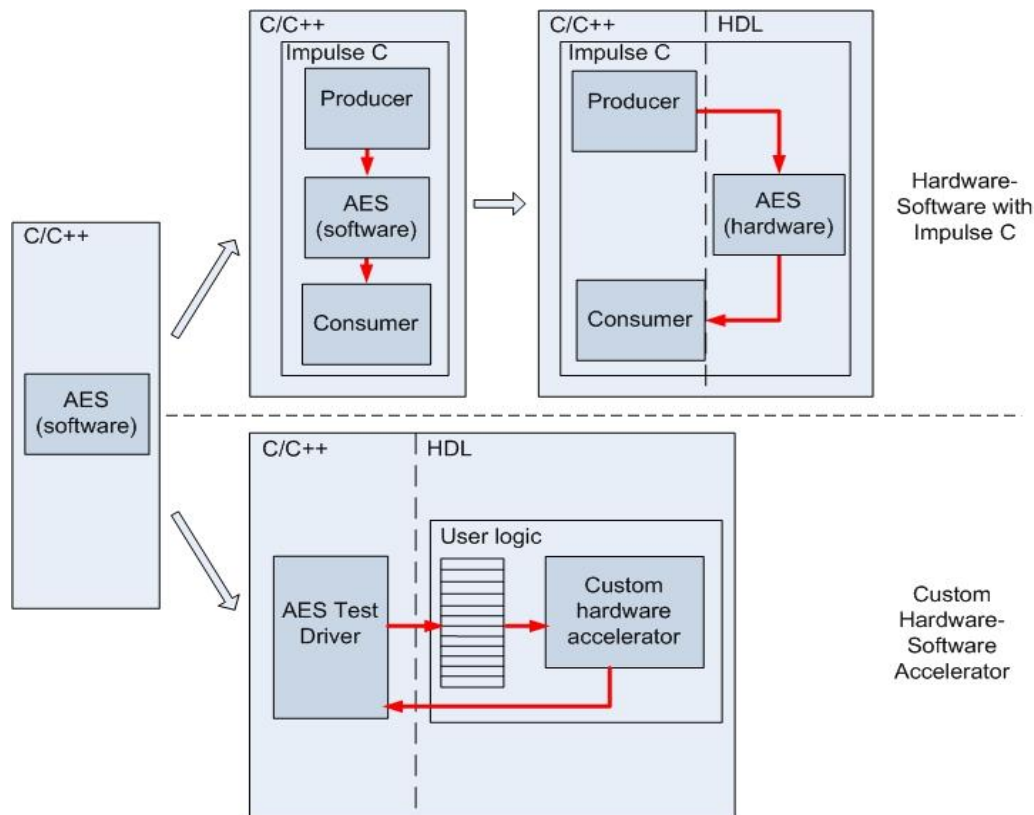 C/C++
AES
(software)
C/C++
Impulse C
Producer
AES
(software)
Consumer
C/C++
HDL
Impulse C
Producer
AES
(hardware)
Consumer
Hardware-
Software with
Impulse C
C/C++
HDL
AES Test
Driver
User logic
Custom
hardware
accelerator
Custom
Hardware-
Software
Accelerator